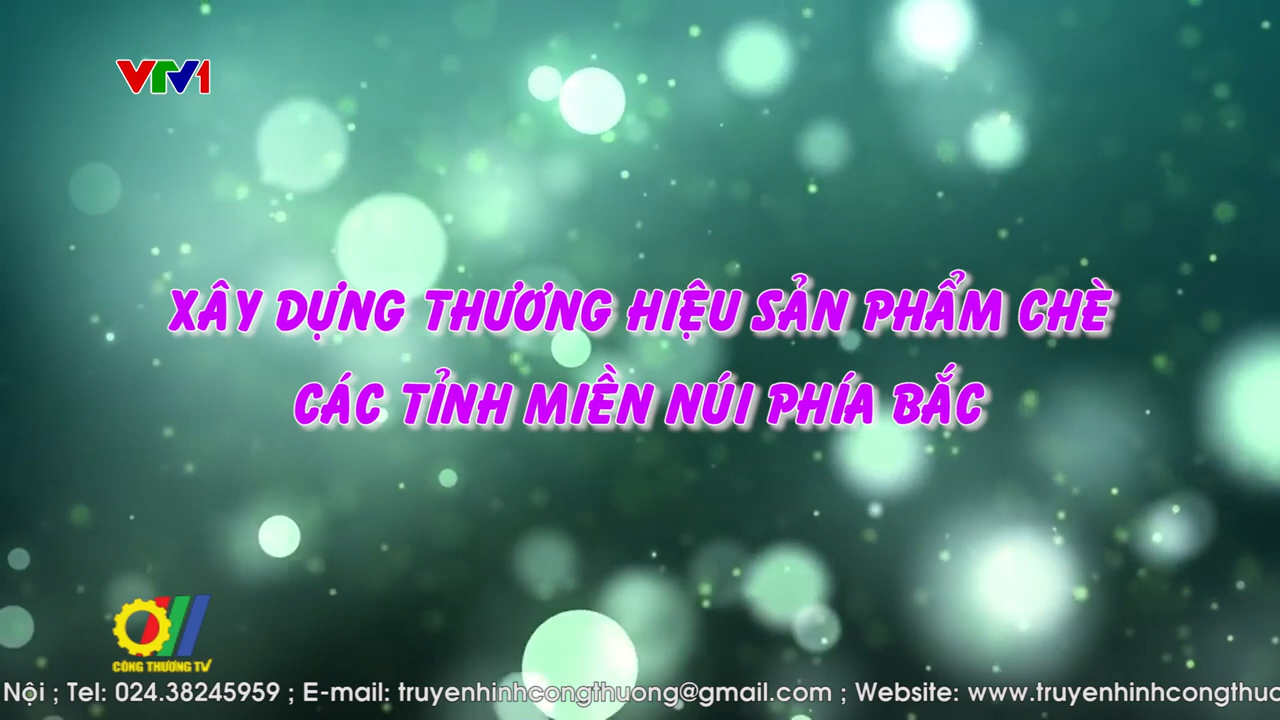 VTV1
XÂY DỰNG THƯƠNG HIỆU SẢN PHẨM CHÈ
CÁC TỈNH MIỀN NÚI PHÍA BẮC
CÔNG THƯƠNG TV
Nội ; Tel: 024.38245959 ; E-mail: truyenhinhcongthuong@gmail.com ; Website: www.truyenhinhcongthuo